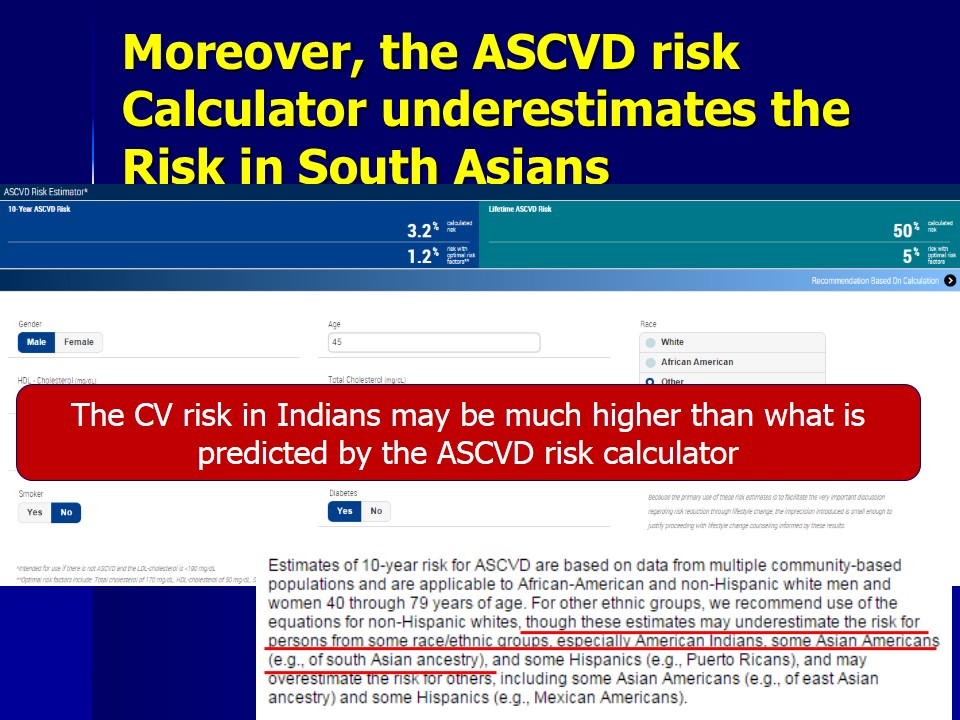 Moreover, the ASCVD risk
Calculator underestimates the
Risk in South Asians
ASCVD Risk Estimator*
10-Year ASCVD Risk
3.2% calculated risk
1.2% risk with optimal risk factors**
Lifetime ASCVD Risk
50% calculated risk
5% risk with optimal risk factors
Recommendation Based On Calculation
Gender
Male Female
Age
45
Race
White
African American
Other
HDL - Cholesterol (mg/dL)
Total Cholesterol (mg/dL)
The CV risk in Indians may be much higher than what is
predicted by the ASCVD risk calculator
Smoker
Yes No
Diabetes
Yes No
Because the primary use of these risk estimates is to facilitate the very important discussion
regarding risk reduction through lifestyle change, the imprecision introduced is small enough to
justify proceeding with lifestyle change counseling informed by these results.
*Intended for use if there is not ASCVD and the LDL-cholesterol is <190 mg/dL
**Optimal risk factors include: Total cholesterol of 170 mg/dL, HDL-cholesterol of 50 mg/dL, S
Estimates of 10-year risk for ASCVD are based on data from multiple community-based
populations and are applicable to African-American and non-Hispanic white men and
women 40 through 79 years of age. For other ethnic groups, we recommend use of the
equations for non-Hispanic whites, though these estimates may underestimate the risk for
persons from some race/ethnic groups, especially American Indians, some Asian Americans
(e.g., of south Asian ancestry), and some Hispanics (e.g., Puerto Ricans), and may
overestimate the risk for others, including some Asian Americans (e.g., of east Asian
ancestry) and some Hispanics (e.g., Mexican Americans).